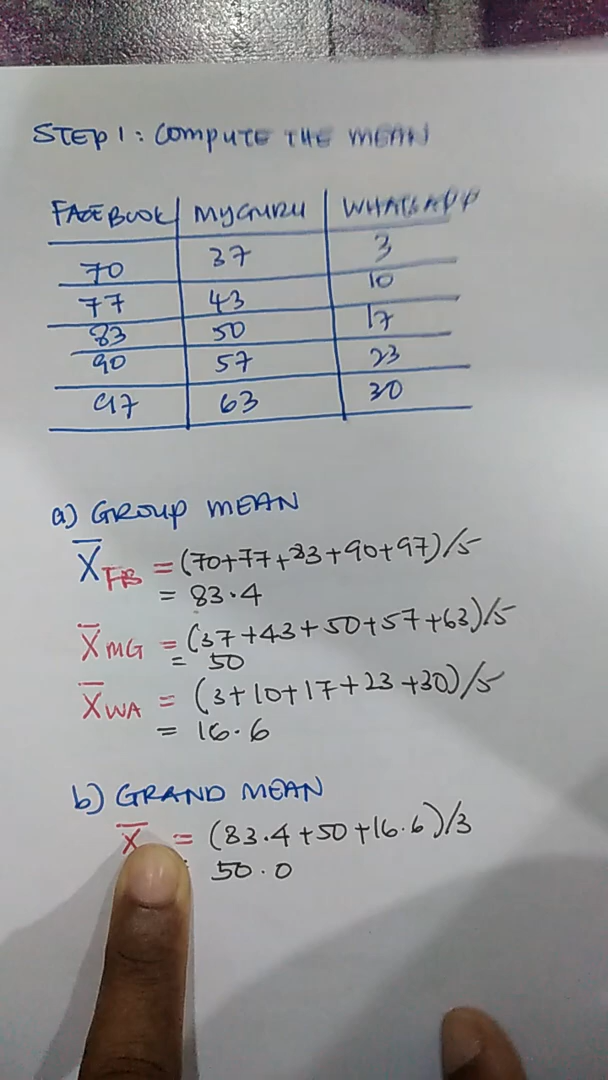 STEP 1: COMPUTE THE MEAN
FACEBOOK MYGURU WHATSAPP
70 37 3
77 43 10
83 50 17
90 57 23
97 63 30
a) GROUP MEAN
X̄FB = (70+77+83+90+97)/5
= 83.4
X̄MG = (37+43+50+57+63)/5
= 50
X̄WA = (3+10+17+23+30)/5
= 16.6
b) GRAND MEAN
X̄ = (83.4+50+16.6)/3
50.0